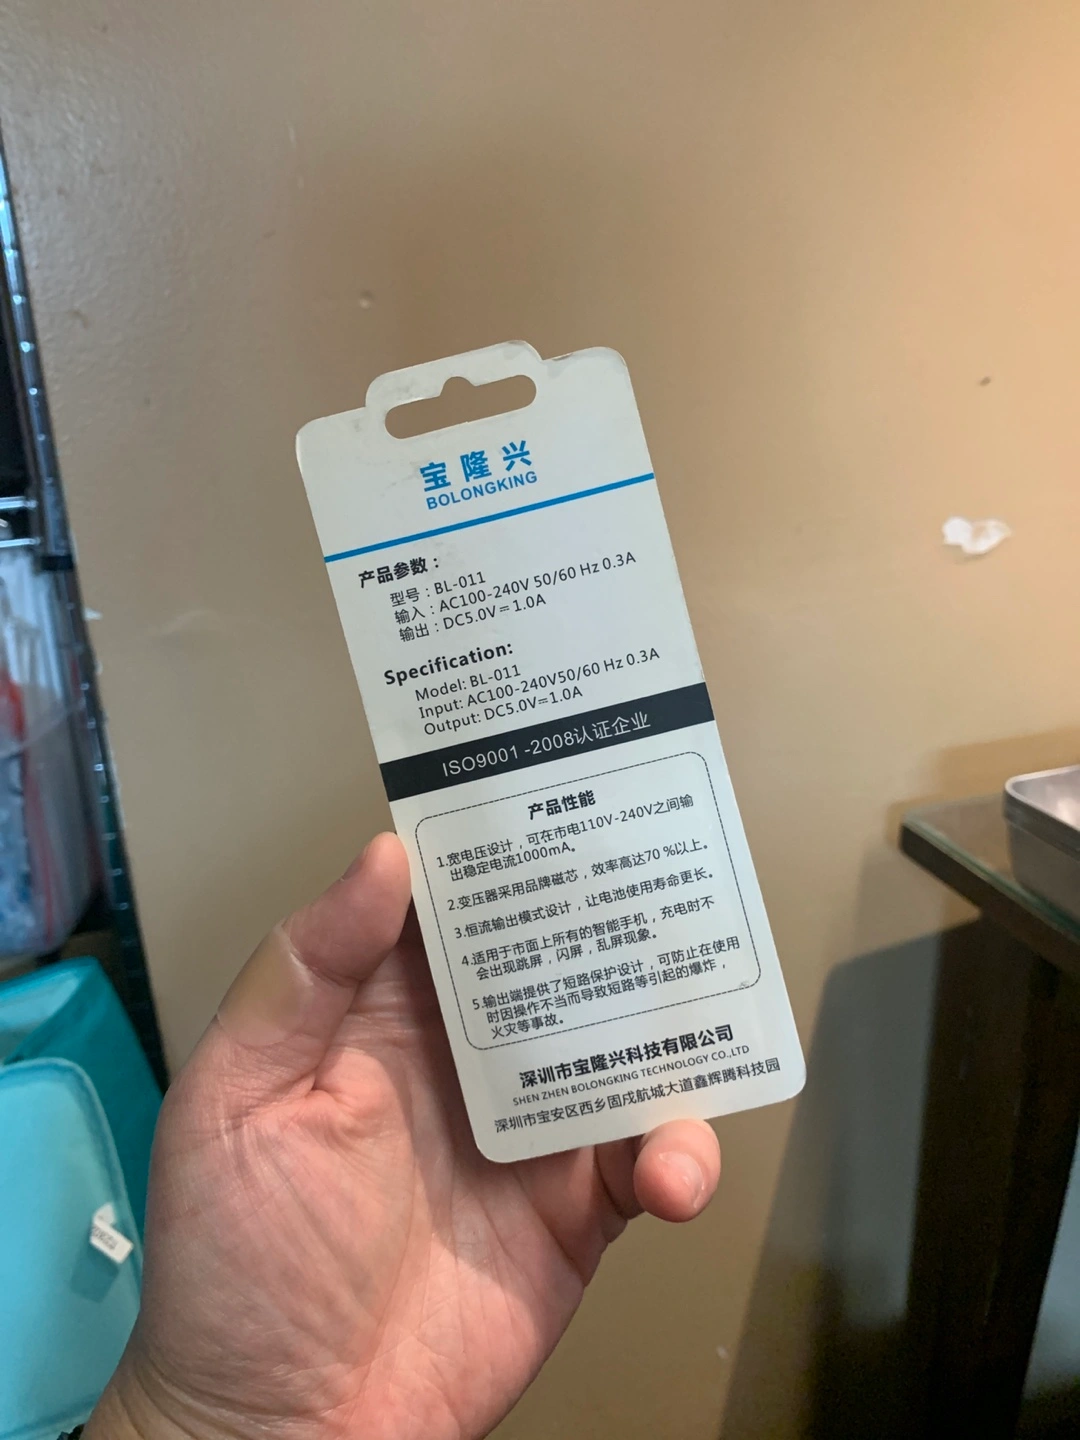 宝隆兴
BOLONGKING
产品参数：
型号：BL-011
输入：AC100-240V 50/60 Hz 0.3A
输出：DC5.0V＝1.0A
Specification:
Model: BL-011
Input: AC100-240V50/60 Hz 0.3A
Output: DC5.0V＝1.0A
ISO9001 -2008认证企业
产品性能
1.宽电压设计，可在市电110V-240V之间输
出稳定电流1000mA。
2.变压器采用品牌磁芯，效率高达70 %以上。
3.恒流输出模式设计，让电池使用寿命更长。
4.适用于市面上所有的智能手机，充电时不
会出现跳屏，闪屏，乱屏现象。
5.输出端提供了短路保护设计，可防止在使用
时因操作不当而导致短路等引起的爆炸，
火灾等事故。
深圳市宝隆兴科技有限公司
SHEN ZHEN BOLONGKING TECHNOLOGY CO.,LTD
深圳市宝安区西乡固戍航城大道鑫辉腾科技园